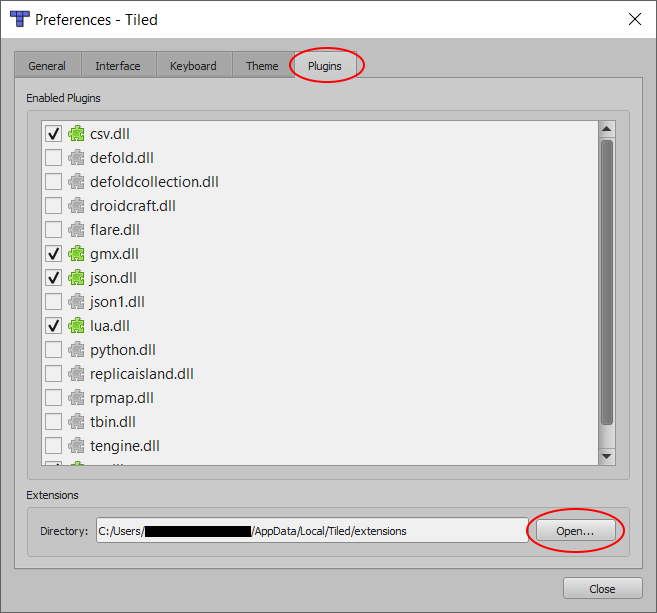 Preferences - Tiled
General Interface Keyboard Theme Plugins
Enabled Plugins
csv.dll
defold.dll
defoldcollection.dll
droidcraft.dll
flare.dll
gmx.dll
json.dll
json1.dll
lua.dll
python.dll
replicaisland.dll
rpmap.dll
tbin.dll
tengine.dll
Extensions
Directory: C:/Users/ /AppData/Local/Tiled/extensions Open...
Close